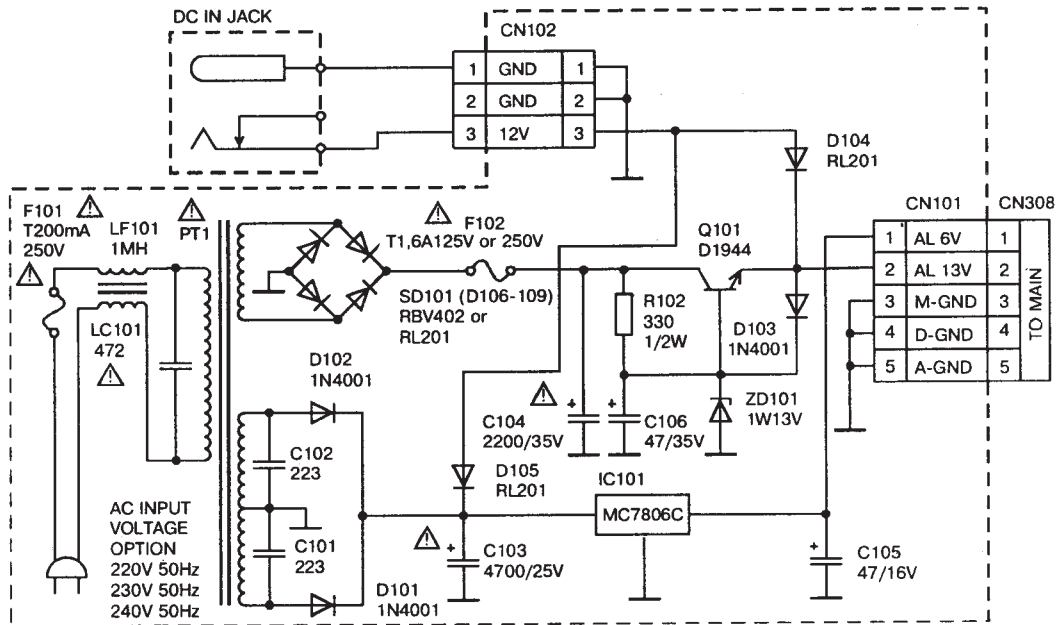 DC IN JACK
CN102
1 GND 1
2 GND 2
3 12V 3
D104
RL201
F101
T200mA
250V
LF101
1MH
PT1
F102
T1,6A125V or 250V
Q101
D1944
CN101 CN308
1 AL 6V 1
2 AL 13V 2
3 M-GND 3
4 D-GND 4
5 A-GND 5
TO MAIN
SD101 (D106-109)
RBV402 or
RL201
R102
330
1/2W
D103
1N4001
LC101
472
D102
1N4001
+
C104
2200/35V
+
C106
47/35V
ZD101
1W13V
C102
223
D105
RL201
IC101
MC7806C
AC INPUT
VOLTAGE
OPTION
220V 50Hz
230V 50Hz
240V 50Hz
C101
223
+
C103
4700/25V
+
C105
47/16V
D101
1N4001